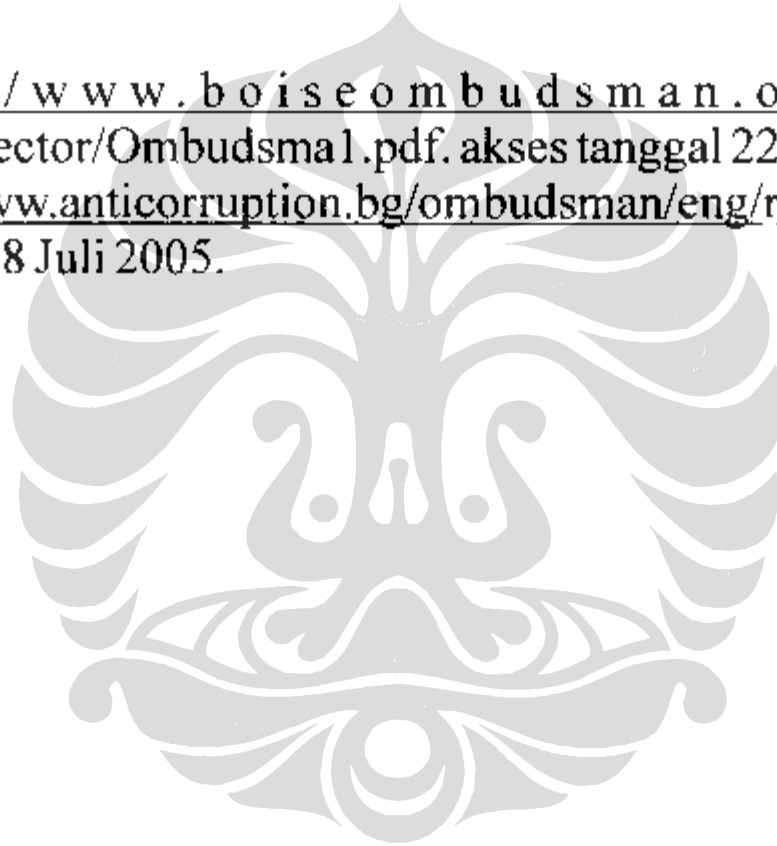 / w w w . b o i s e o m b u d s m a n . o
ector/Ombudsma1.pdf. akses tanggal 22
ww.anticorruption.bg/ombudsman/eng/r
8 Juli 2005.